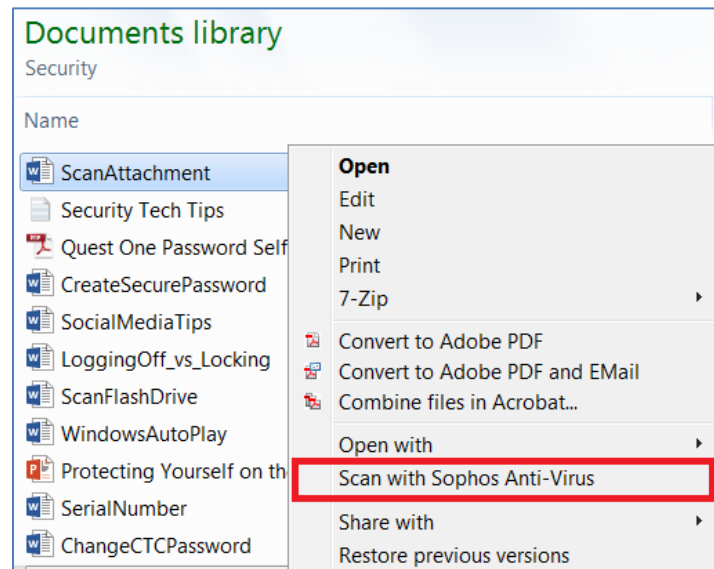 Documents library
Security
Name
ScanAttachment
Security Tech Tips
Quest One Password Self
CreateSecurePassword
SocialMediaTips
LoggingOff_vs_Locking
ScanFlashDrive
WindowsAutoPlay
Protecting Yourself on th
SerialNumber
ChangeCTCPassword
Open
Edit
New
Print
7-Zip
Convert to Adobe PDF
Convert to Adobe PDF and EMail
Combine files in Acrobat...
Open with
Scan with Sophos Anti-Virus
Share with
Restore previous versions